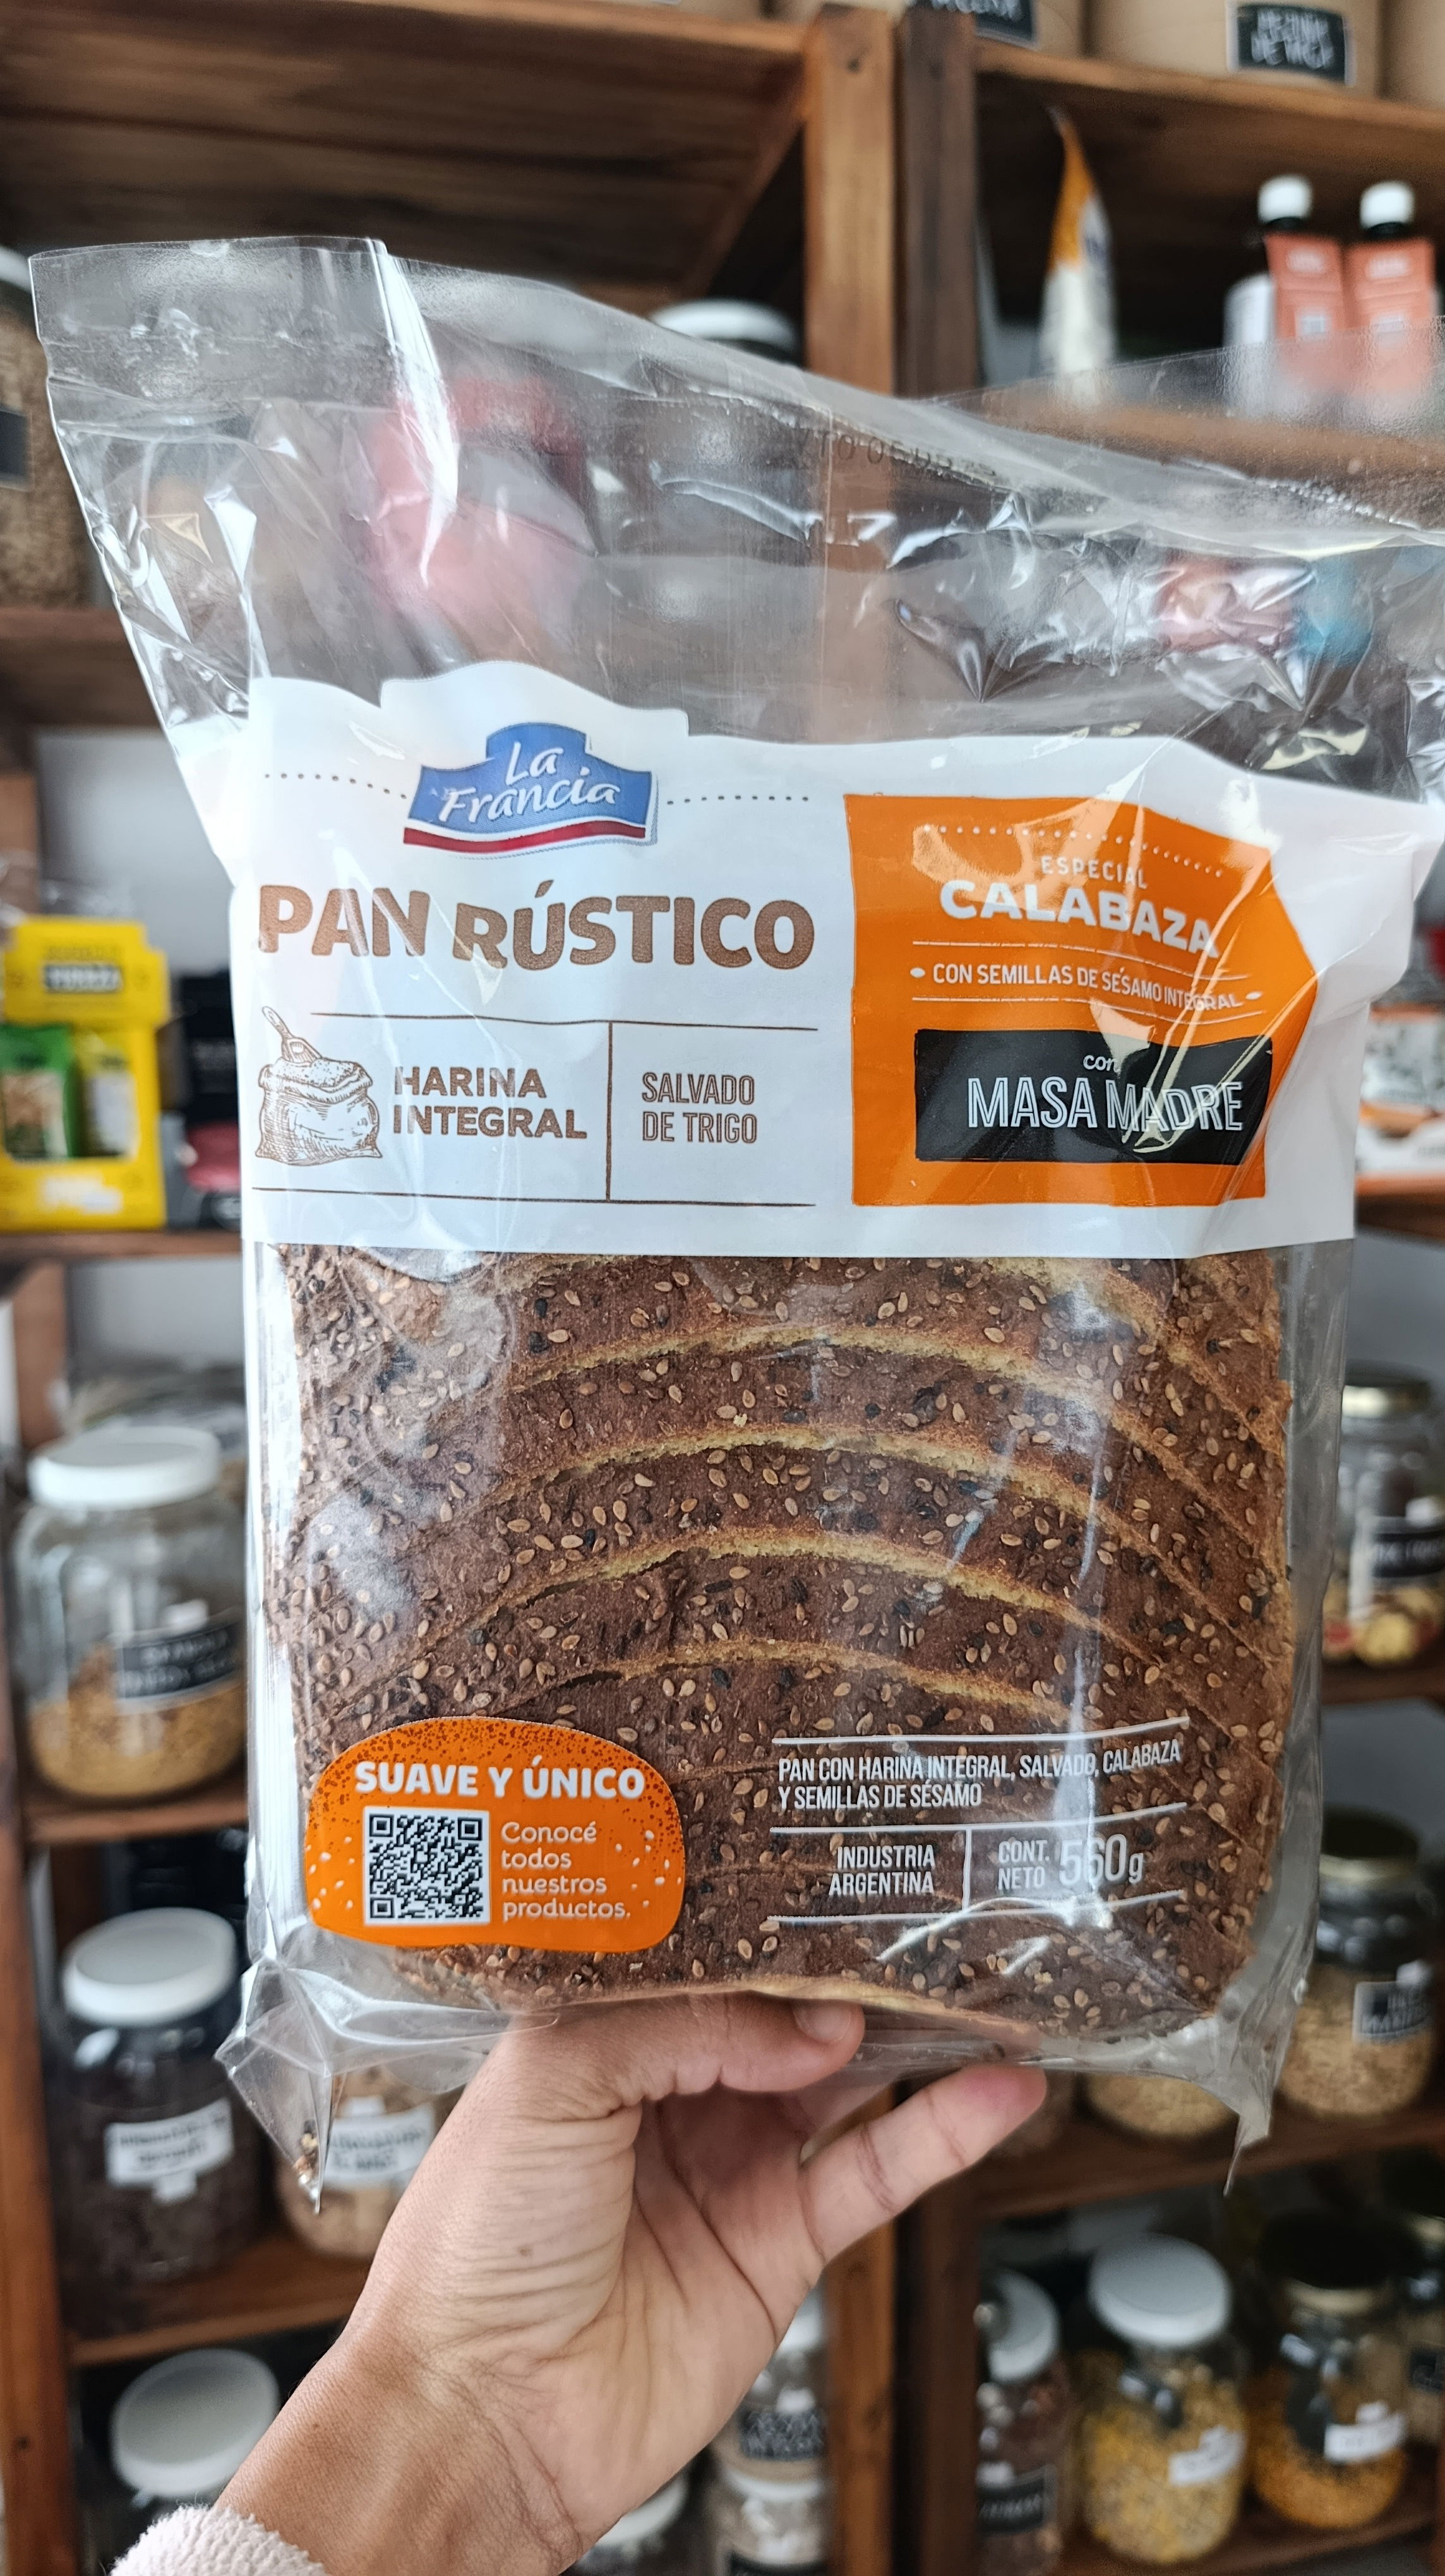 La
Francia
PAN RÚSTICO
HARINA
INTEGRAL
SALVADO
DE TRIGO
ESPECIAL
CALABAZA
• CON SEMILLAS DE SÉSAMO INTEGRAL •
con
MASA MADRE
SUAVE Y ÚNICO
Conocé
todos
nuestros
productos.
PAN CON HARINA INTEGRAL, SALVADO, CALABAZA
Y SEMILLAS DE SÉSAMO
INDUSTRIA
ARGENTINA
CONT.
NETO 560g